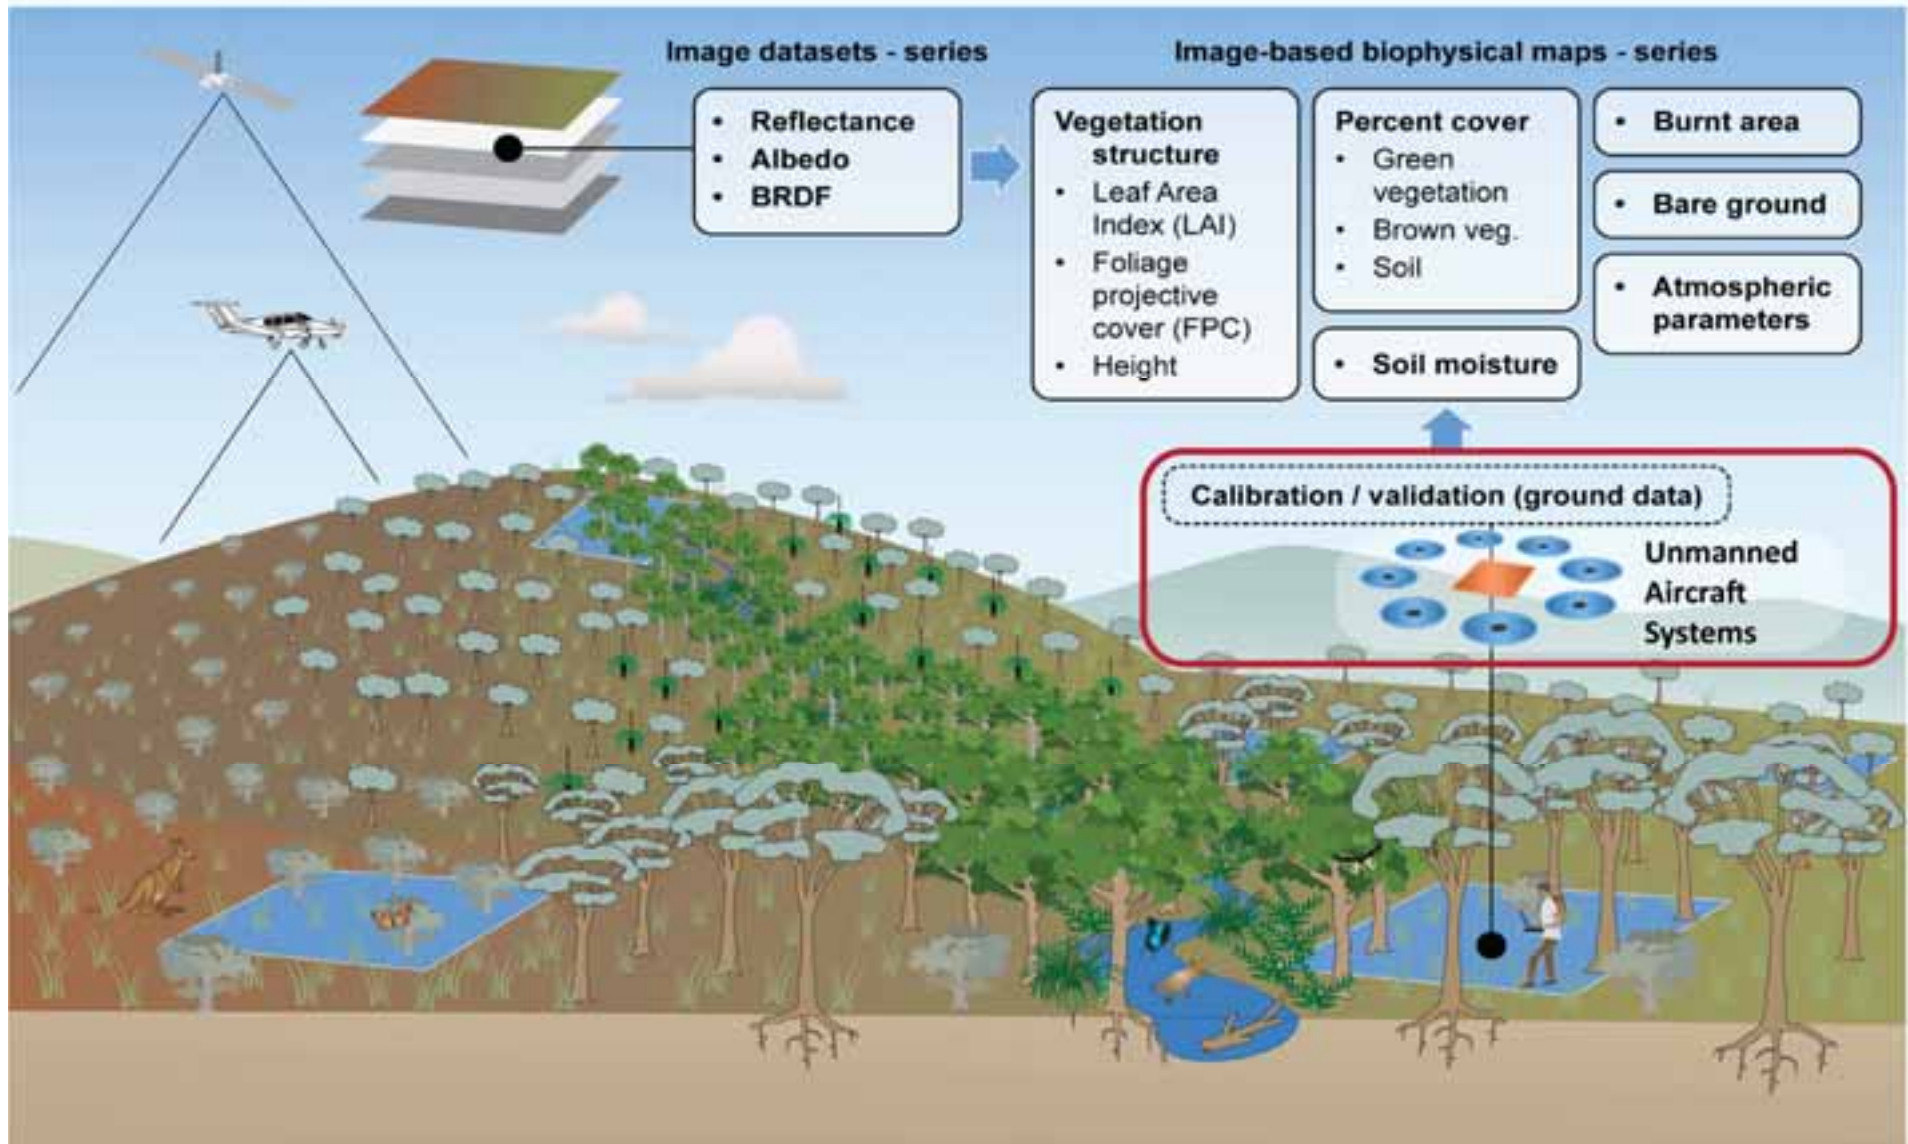 Image datasets - series
• Reflectance
• Albedo
• BRDF
Image-based biophysical maps - series
Vegetation
structure
• Leaf Area
Index (LAI)
• Foliage
projective
cover (FPC)
• Height
Percent cover
• Green
vegetation
• Brown veg.
• Soil
• Soil moisture
• Burnt area
• Bare ground
• Atmospheric
parameters
Calibration / validation (ground data)
Unmanned
Aircraft
Systems